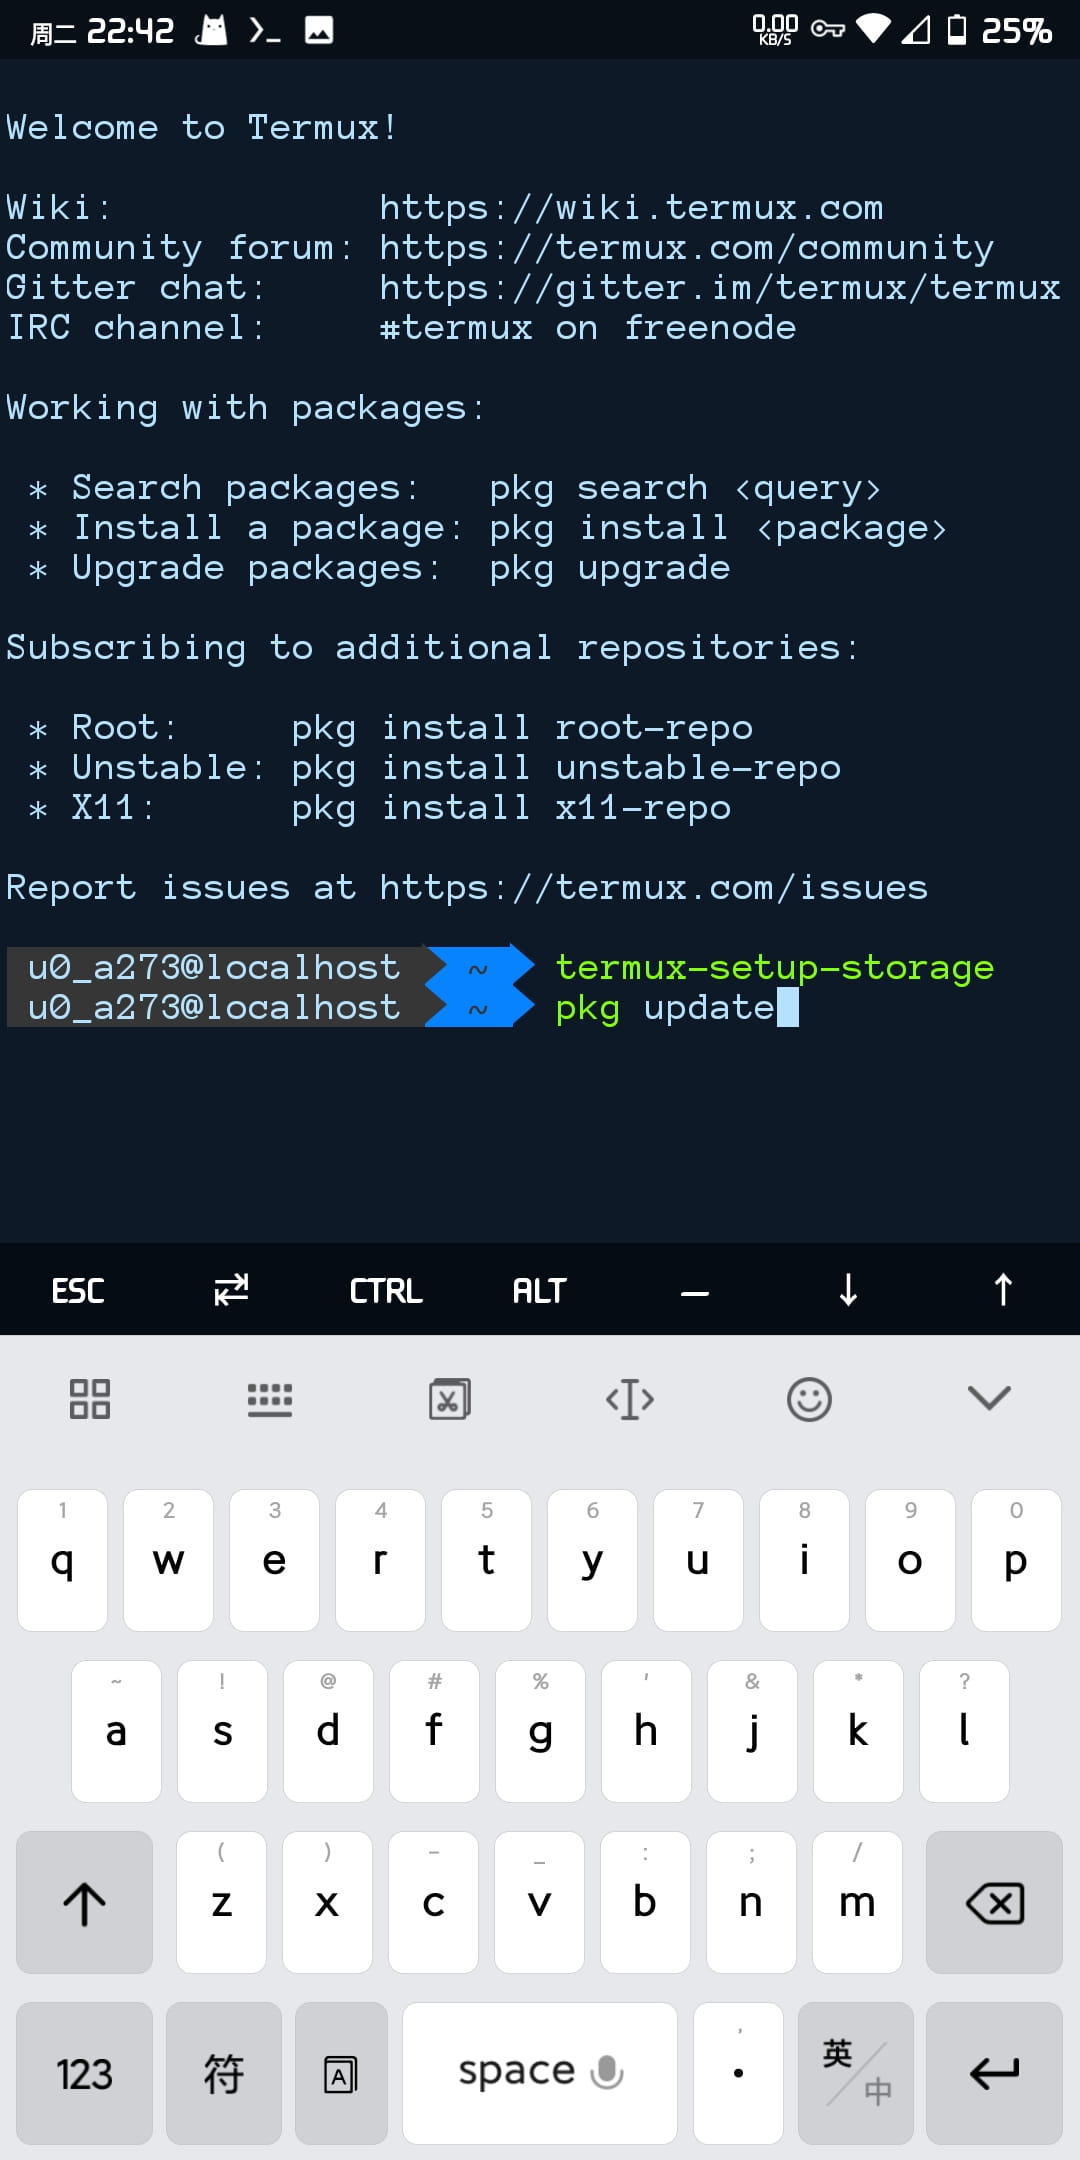 周二 22:42 0.00 KB/S 25%
Welcome to Termux!
Wiki: https://wiki.termux.com
Community forum: https://termux.com/community
Gitter chat: https://gitter.im/termux/termux
IRC channel: #termux on freenode
Working with packages:
* Search packages: pkg search <query>
* Install a package: pkg install <package>
* Upgrade packages: pkg upgrade
Subscribing to additional repositories:
* Root: pkg install root-repo
* Unstable: pkg install unstable-repo
* X11: pkg install x11-repo
Report issues at https://termux.com/issues
u0_a273@localhost ~ termux-setup-storage
u0_a273@localhost ~ pkg update
ESC ⇄ CTRL ALT — ↓ ↑
1 2 3 4 5 6 7 8 9 0
q w e r t y u i o p
~ ! @ # % ' & * ?
a s d f g h j k l
( ) - _ : ; /
z x c v b n m
123 符 A space , . 英/中